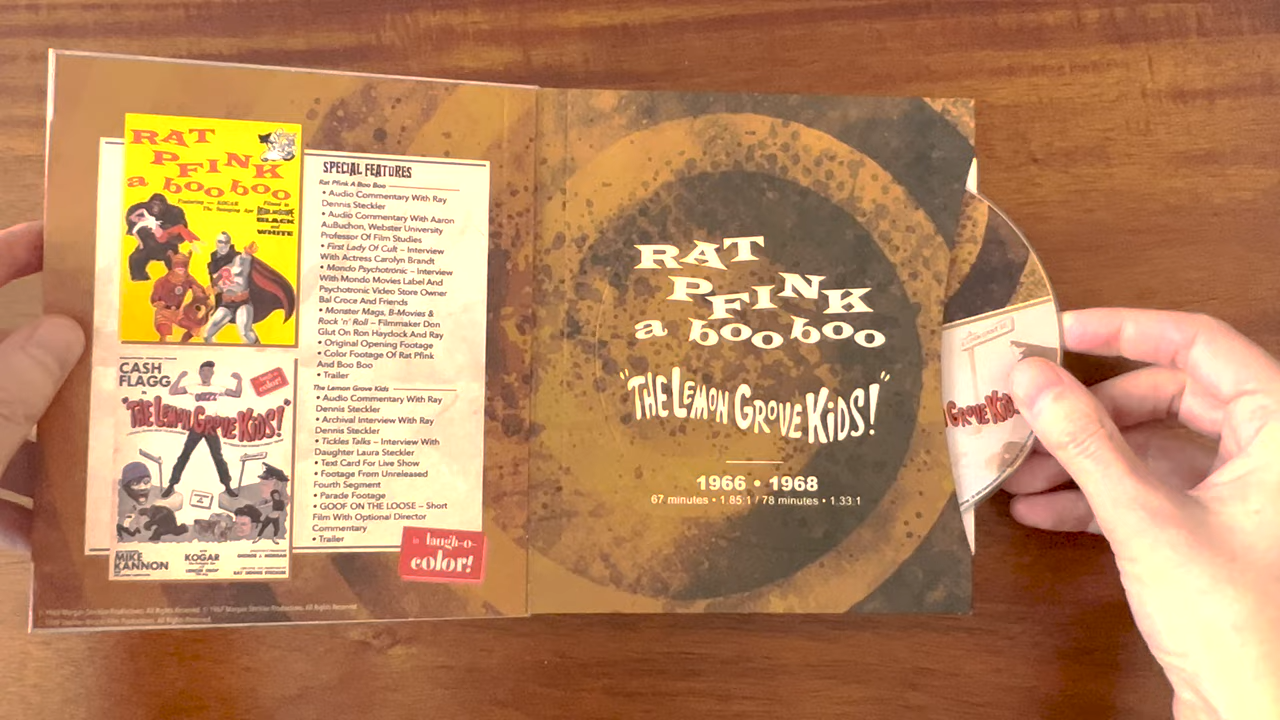 RAT
PFINK
a boo boo
Featuring — KOGAR
The Swinging Ape
Filmed in
BLACK
and
WHITE
CASH
FLAGG
in
in laugh-o-
color!
"THE LEMON GROVE KIDS!"
MIKE
KANNON
KOGAR
SPECIAL FEATURES
Rat Pfink A Boo Boo
• Audio Commentary With Ray
Dennis Steckler
• Audio Commentary With Aaron
AuBuchon, Webster University
Professor Of Film Studies
• First Lady Of Cult – Interview
With Actress Carolyn Brandt
• Mondo Psychotronic – Interview
With Mondo Movies Label And
Psychotronic Video Store Owner
Bal Croce And Friends
• Monster Mags, B-Movies &
Rock 'n' Roll – Filmmaker Don
Glut On Ron Haydock And Ray
• Original Opening Footage
• Color Footage Of Rat Pfink
And Boo Boo
• Trailer
The Lemon Grove Kids
• Audio Commentary With Ray
Dennis Steckler
• Archival Interview With Ray
Dennis Steckler
• Tickles Talks – Interview With
Daughter Laura Steckler
• Text Card For Live Show
• Footage From Unreleased
Fourth Segment
• Parade Footage
• GOOF ON THE LOOSE – Short
Film With Optional Director
Commentary
• Trailer
in laugh-o-
color!
RAT
PFINK
a boo boo
"THE LEMON GROVE KIDS!"
1966 • 1968
67 minutes • 1.85:1 / 78 minutes • 1.33:1
GROVE KIDS